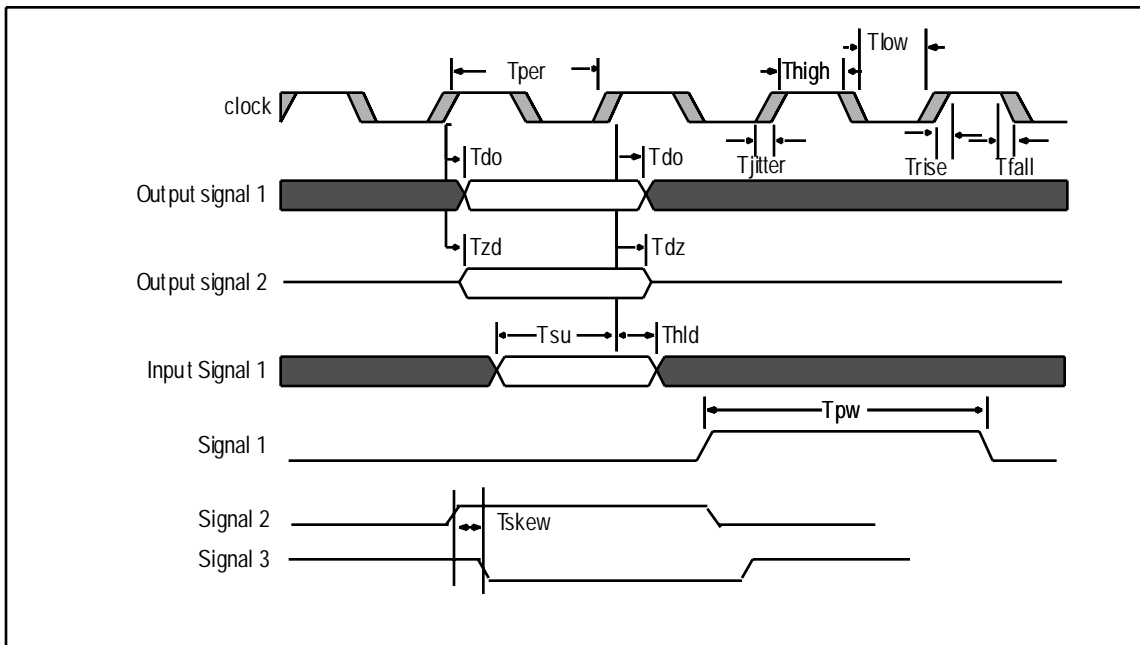 Tlow
Tper
Thigh
clock
Tdo
Tdo
Tjitter
Trise
Tfall
Output signal 1
Tzd
Tdz
Output signal 2
Tsu
Thld
Input Signal 1
Tpw
Signal 1
Signal 2
Tskew
Signal 3